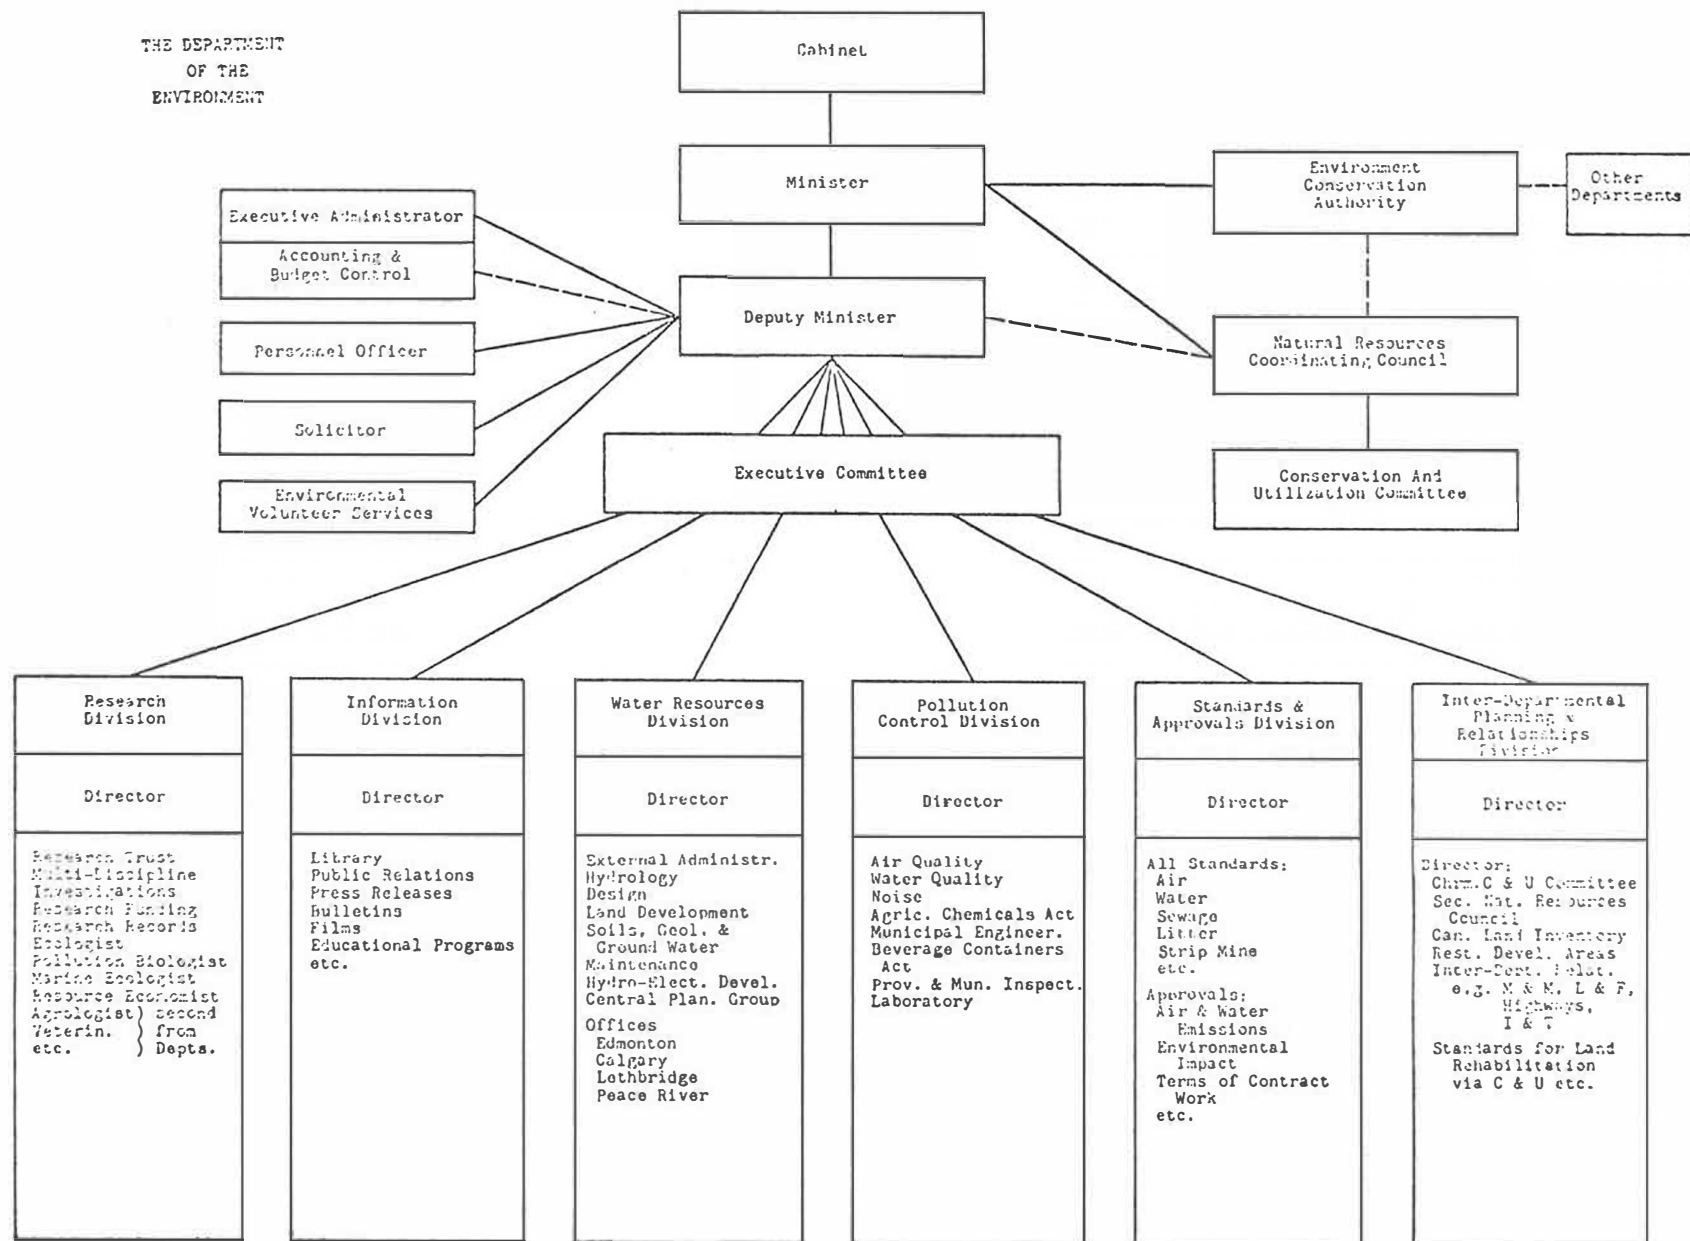 THE DEPARTMENT
OF THE
ENVIRONMENT
Cabinet
Minister
Environment
Conservation
Authority
Other
Departments
Executive Administrator
Accounting &
Budget Control
Deputy Minister
Natural Resources
Coordinating Council
Personnel Officer
Solicitor
Executive Committee
Conservation And
Utilization Committee
Environmental
Volunteer Services
Research
Division
Director
Research Trust
Multi-Discipline
Investigations
Research Funding
Research Records
Ecologist
Pollution Biologist
Marine Ecologist
Resource Economist
Agrologist) second
Veterin. ) from
etc. ) Depts.
Information
Division
Director
Library
Public Relations
Press Releases
Bulletins
Films
Educational Programs
etc.
Water Resources
Division
Director
External Administr.
Hydrology
Design
Land Development
Soils, Geol. &
Ground Water
Maintenance
Hydro-Elect. Devel.
Central Plan. Group
Offices
Edmonton
Calgary
Lethbridge
Peace River
Pollution
Control Division
Director
Air Quality
Water Quality
Noise
Agric. Chemicals Act
Municipal Engineer.
Beverage Containers
Act
Prov. & Mun. Inspect.
Laboratory
Standards &
Approvals Division
Director
All Standards:
Air
Water
Sewage
Litter
Strip Mine
etc.
Approvals:
Air & Water
Emissions
Environmental
Impact
Terms of Contract
Work
etc.
Inter-Departmental
Planning &
Relationships
Division
Director
Director:
Chrm.C & U Committee
Sec. Nat. Resources
Council
Can. Land Inventory
Rest. Devel. Areas
Inter-Dept. Relat.
e.g. M & M, L & F,
Highways,
I & T
Standards for Land
Rehabilitation
via C & U etc.